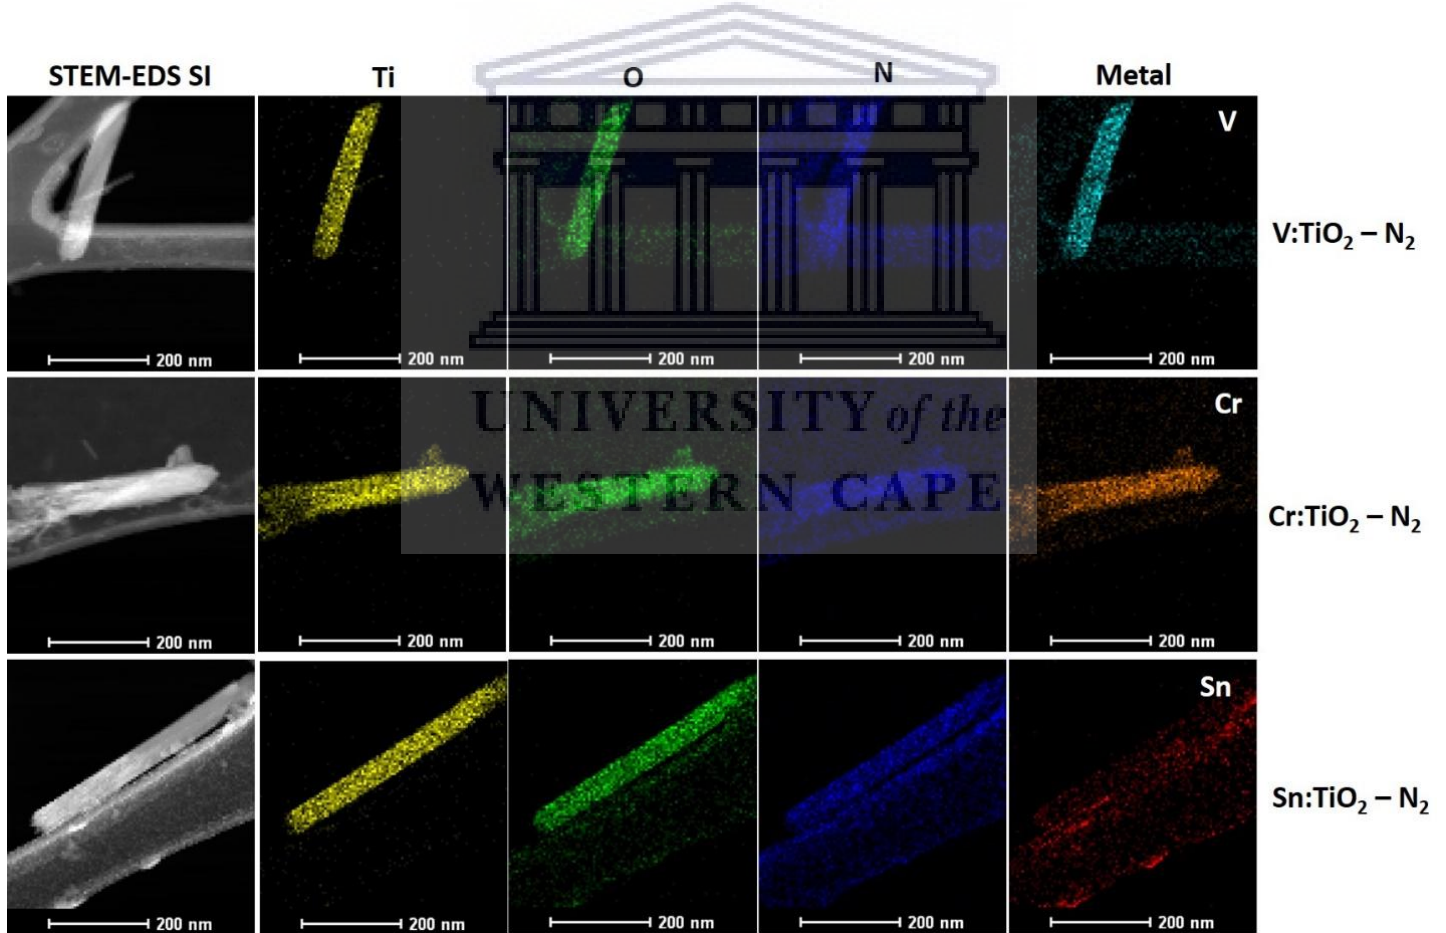 STEM-EDS SI Ti O N Metal
V
V:TiO₂ – N₂
200 nm 200 nm 200 nm 200 nm 200 nm
Cr
UNIVERSITY of the
WESTERN CAPE
Cr:TiO₂ – N₂
200 nm 200 nm 200 nm 200 nm 200 nm
Sn
Sn:TiO₂ – N₂
200 nm 200 nm 200 nm 200 nm 200 nm